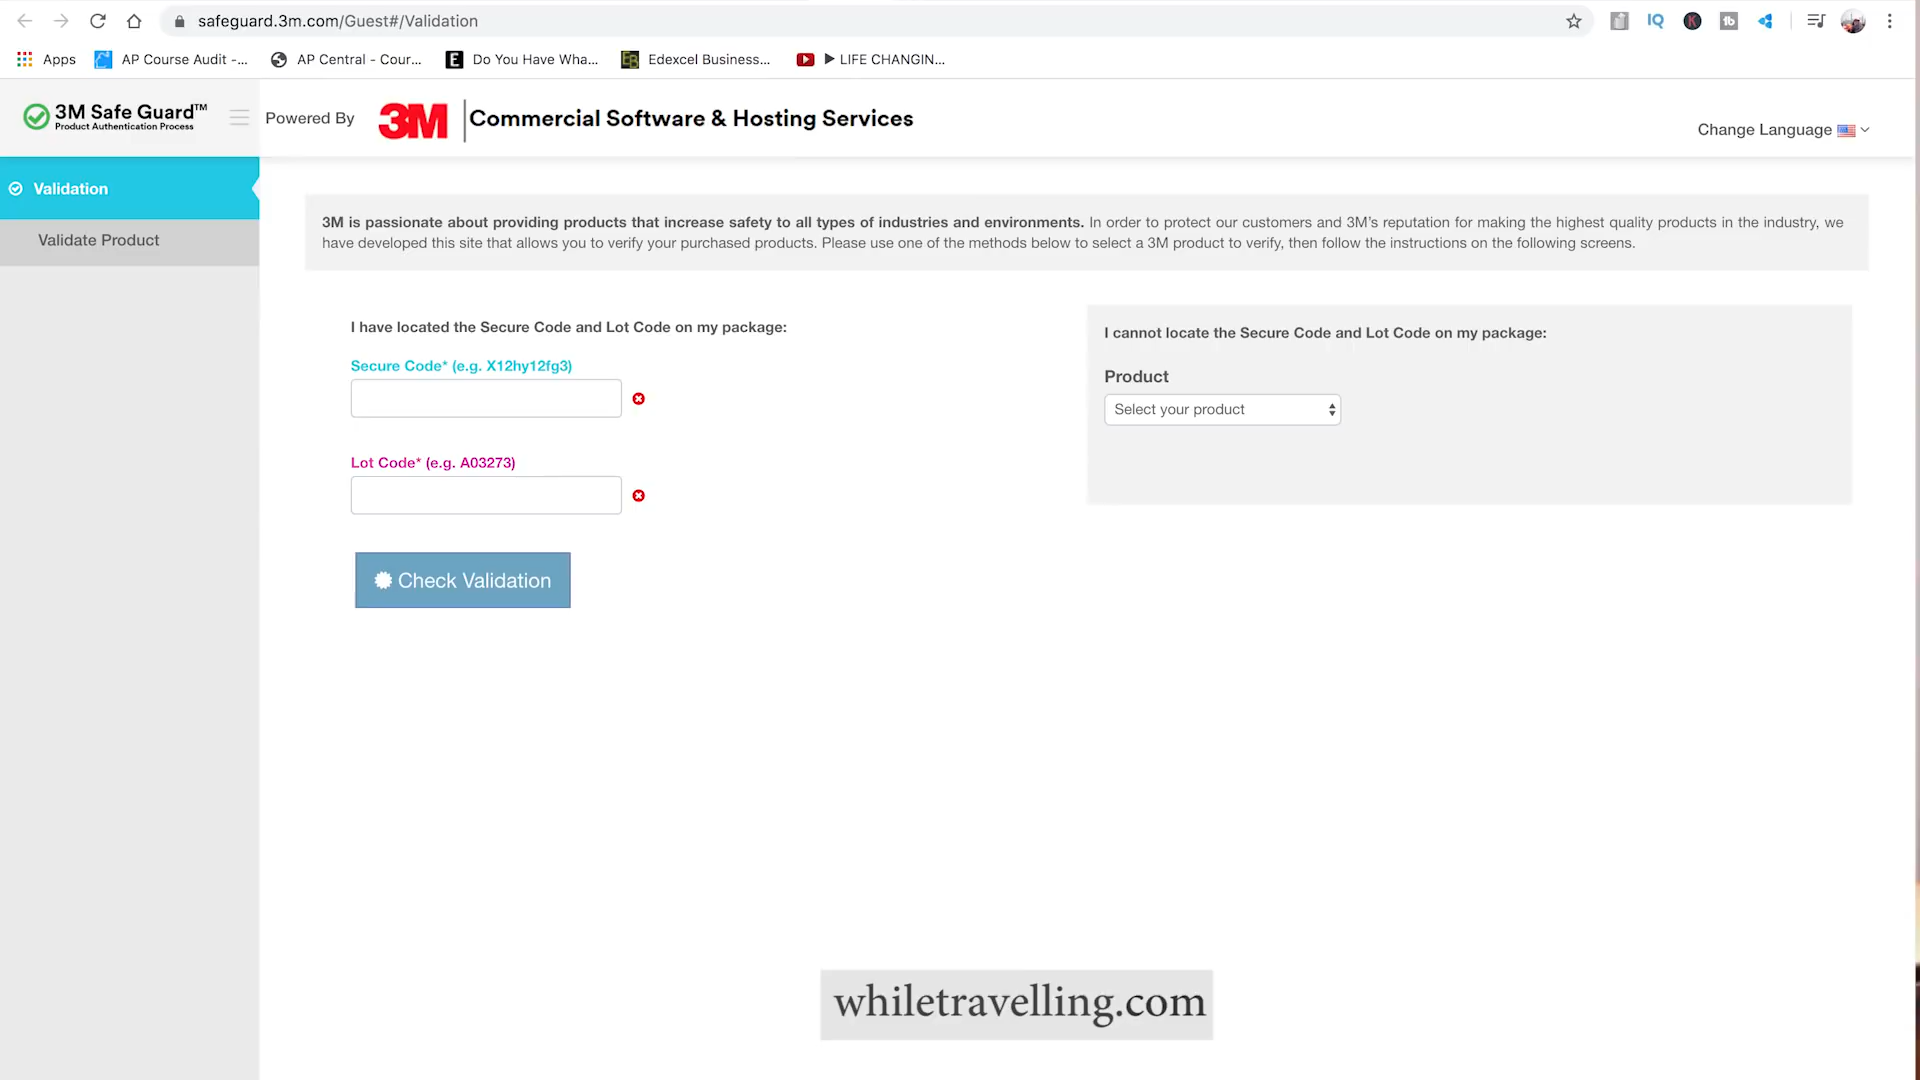 safeguard.3m.com/Guest#/Validation
Apps
AP Course Audit -...
AP Central - Cour...
Do You Have Wha...
Edexcel Business...
▶ LIFE CHANGIN...
3M Safe Guard™
Product Authentication Process
Powered By
3M
Commercial Software & Hosting Services
Change Language
Validation
Validate Product
3M is passionate about providing products that increase safety to all types of industries and environments. In order to protect our customers and 3M's reputation for making the highest quality products in the industry, we
have developed this site that allows you to verify your purchased products. Please use one of the methods below to select a 3M product to verify, then follow the instructions on the following screens.
I have located the Secure Code and Lot Code on my package:
Secure Code* (e.g. X12hy12fg3)
Lot Code* (e.g. A03273)
Check Validation
I cannot locate the Secure Code and Lot Code on my package:
Product
Select your product
whiletravelling.com